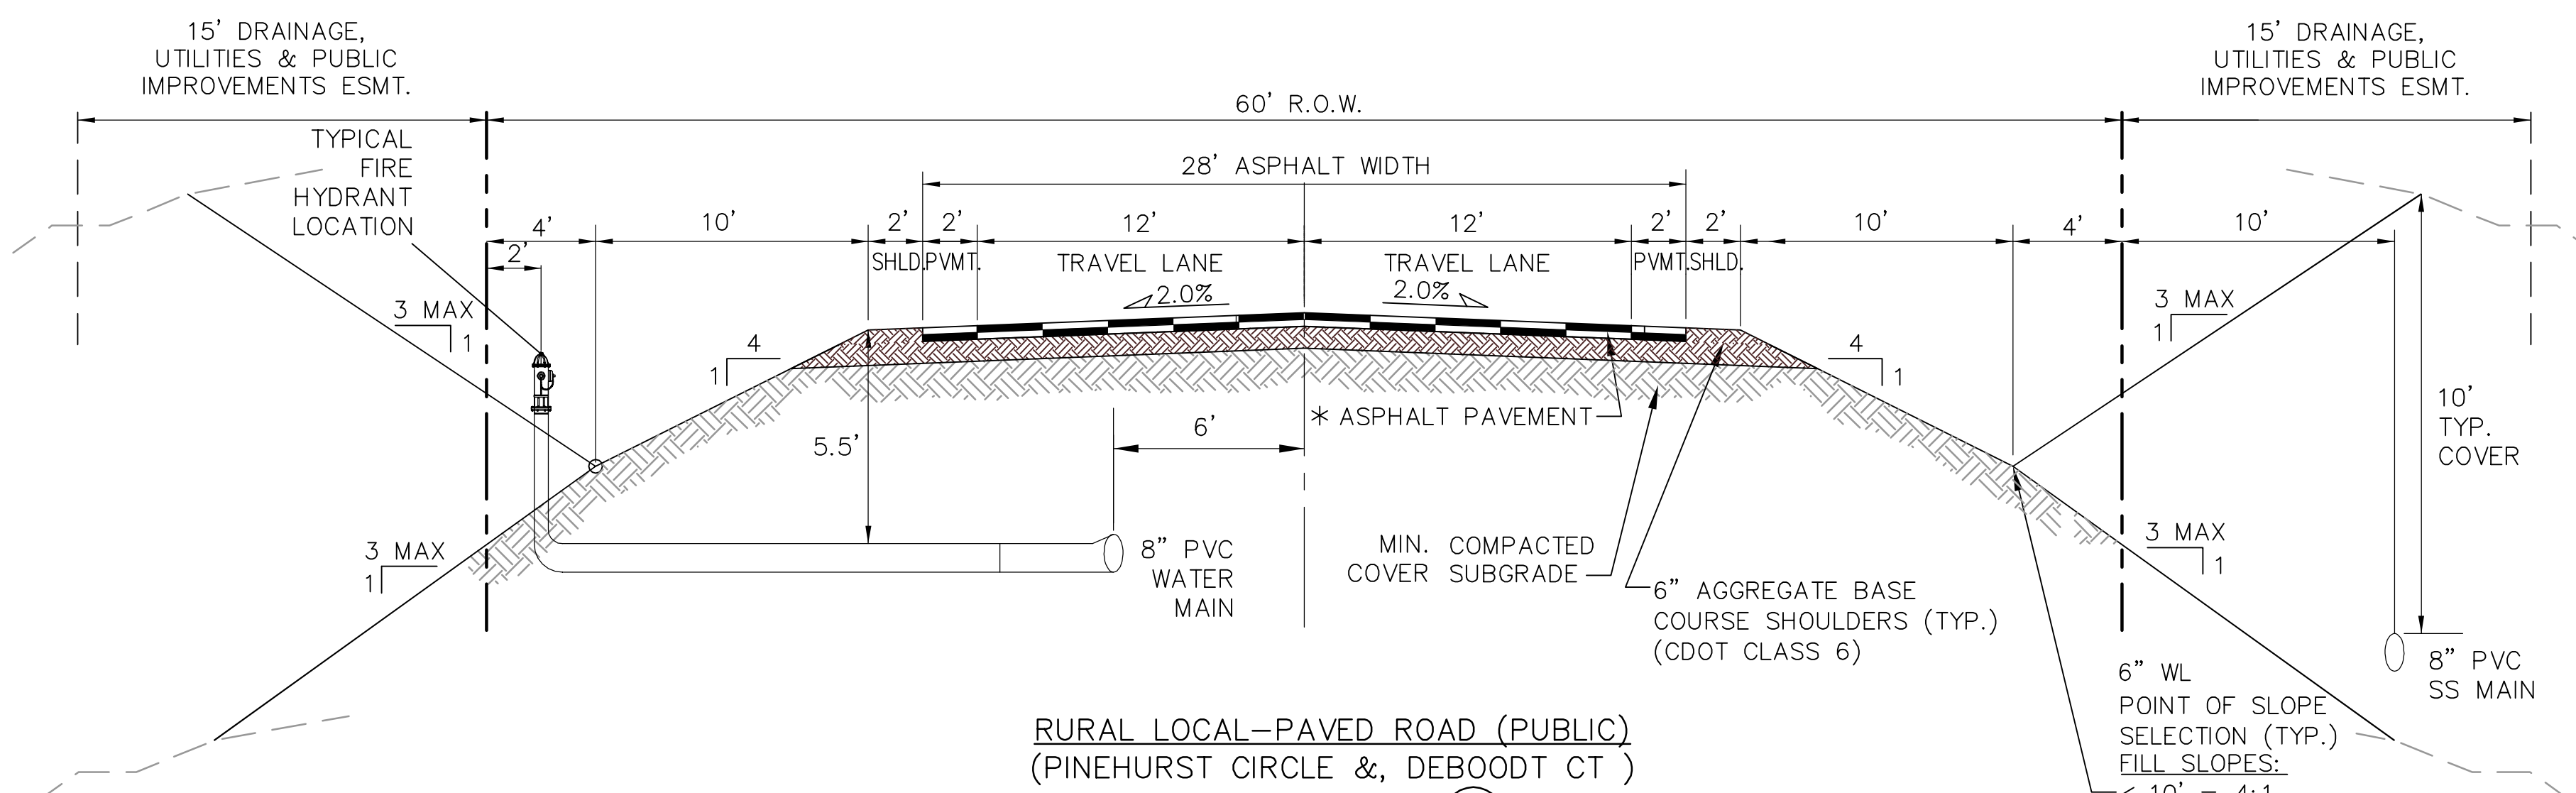 15' DRAINAGE,
UTILITIES & PUBLIC
IMPROVEMENTS ESMT.
15' DRAINAGE,
UTILITIES & PUBLIC
IMPROVEMENTS ESMT.
60' R.O.W.
TYPICAL
FIRE
HYDRANT
LOCATION
28' ASPHALT WIDTH
4'
10'
2'
2'
12'
12'
2'
2'
10'
4'
10'
2'
SHLD.
PVMT.
TRAVEL LANE
TRAVEL LANE
PVMT.
SHLD.
2.0%
2.0%
3 MAX
1
3 MAX
1
4
1
4
1
* ASPHALT PAVEMENT
6'
5.5'
10'
TYP.
COVER
3 MAX
1
3 MAX
1
8" PVC
WATER
MAIN
MIN. COMPACTED
COVER SUBGRADE
6" AGGREGATE BASE
COURSE SHOULDERS (TYP.)
(CDOT CLASS 6)
8" PVC
SS MAIN
6" WL
POINT OF SLOPE
SELECTION (TYP.)
FILL SLOPES:
< 10' = 4:1
RURAL LOCAL-PAVED ROAD (PUBLIC)
(PINEHURST CIRCLE &, DEBOODT CT )